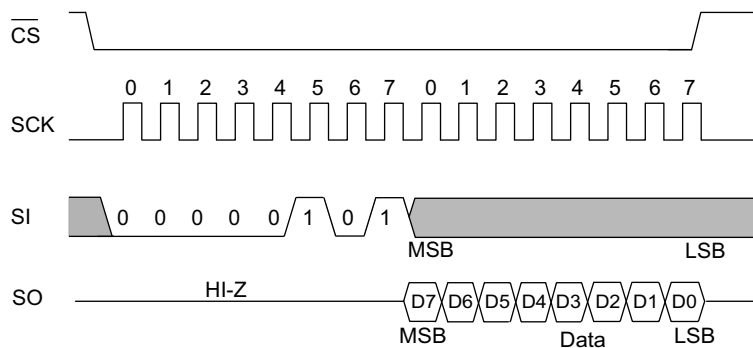 CS
0 1 2 3 4 5 6 7 0 1 2 3 4 5 6 7
SCK
SI 0 0 0 0 0 1 0 1
MSB LSB
HI-Z
SO D7 D6 D5 D4 D3 D2 D1 D0
MSB Data LSB